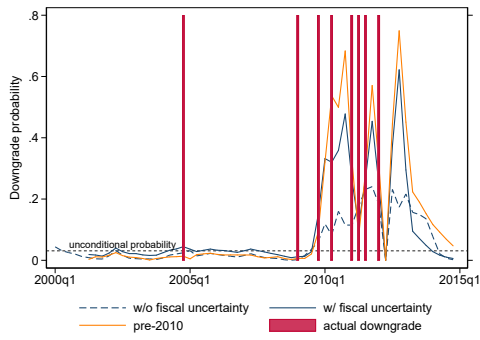 .8
.6
.4
.2
0
Downgrade probability
unconditional probability
2000q1 2005q1 2010q1 2015q1
w/o fiscal uncertainty w/ fiscal uncertainty
pre-2010 actual downgrade